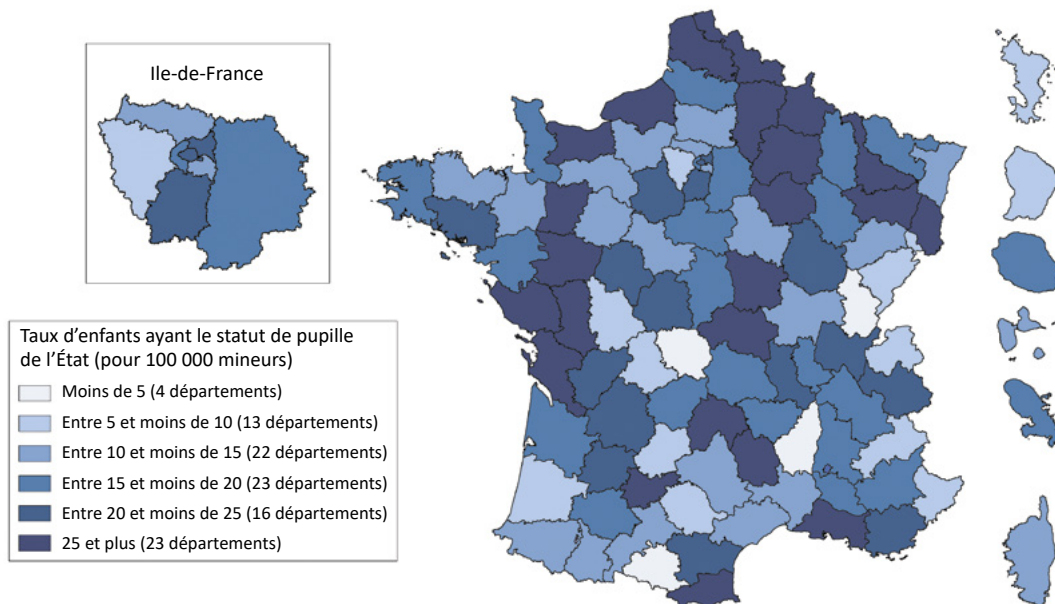 Ile-de-France
Taux d’enfants ayant le statut de pupille
de l’État (pour 100 000 mineurs)
Moins de 5 (4 départements)
Entre 5 et moins de 10 (13 départements)
Entre 10 et moins de 15 (22 départements)
Entre 15 et moins de 20 (23 départements)
Entre 20 et moins de 25 (16 départements)
25 et plus (23 départements)